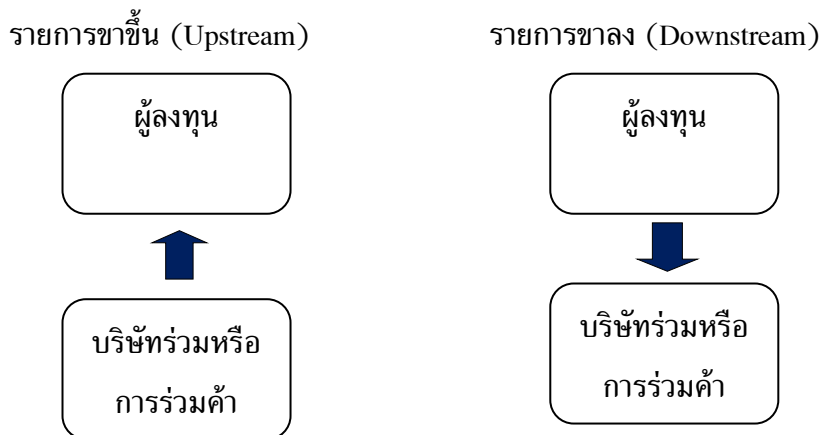 รายการขาขึ้น (Upstream)
รายการขาลง (Downstream)
ผู้ลงทุน
ผู้ลงทุน
บริษัทร่วมหรือ
การร่วมค้า
บริษัทร่วมหรือ
การร่วมค้า